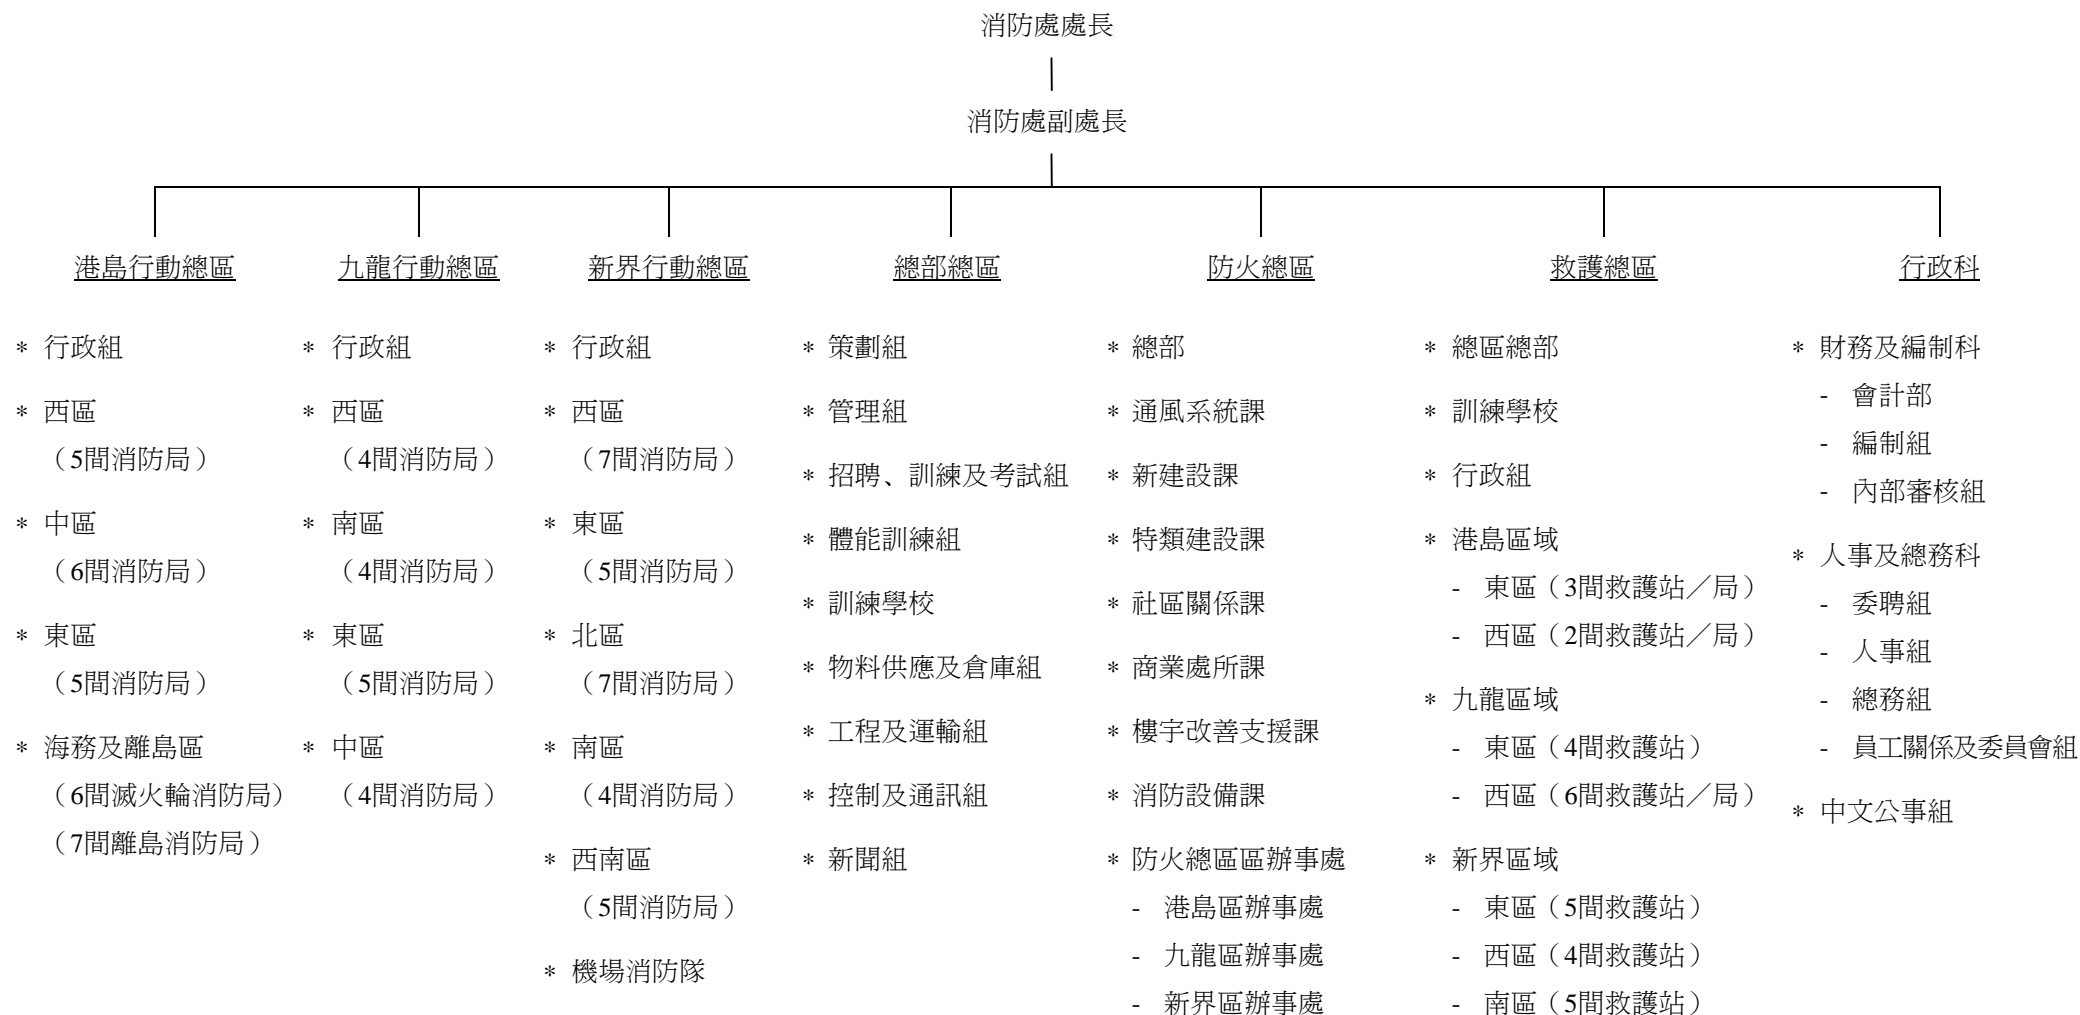 消防處處長
消防處副處長
港島行動總區
* 行政組
* 西區
（5間消防局）
* 中區
（6間消防局）
* 東區
（5間消防局）
* 海務及離島區
（6間滅火輪消防局）
（7間離島消防局）
九龍行動總區
* 行政組
* 西區
（4間消防局）
* 南區
（4間消防局）
* 東區
（5間消防局）
* 中區
（4間消防局）
新界行動總區
* 行政組
* 西區
（7間消防局）
* 東區
（5間消防局）
* 北區
（7間消防局）
* 南區
（4間消防局）
* 西南區
（5間消防局）
* 機場消防隊
總部總區
* 策劃組
* 管理組
* 招聘、訓練及考試組
* 體能訓練組
* 訓練學校
* 物料供應及倉庫組
* 工程及運輸組
* 控制及通訊組
* 新聞組
防火總區
* 總部
* 通風系統課
* 新建設課
* 特類建設課
* 社區關係課
* 商業處所課
* 樓宇改善支援課
* 消防設備課
* 防火總區區辦事處
- 港島區辦事處
- 九龍區辦事處
- 新界區辦事處
救護總區
* 總區總部
* 訓練學校
* 行政組
* 港島區域
- 東區（3間救護站／局）
- 西區（2間救護站／局）
* 九龍區域
- 東區（4間救護站）
- 西區（6間救護站／局）
* 新界區域
- 東區（5間救護站）
- 西區（4間救護站）
- 南區（5間救護站）
行政科
* 財務及編制科
- 會計部
- 編制組
- 內部審核組
* 人事及總務科
- 委聘組
- 人事組
- 總務組
- 員工關係及委員會組
* 中文公事組